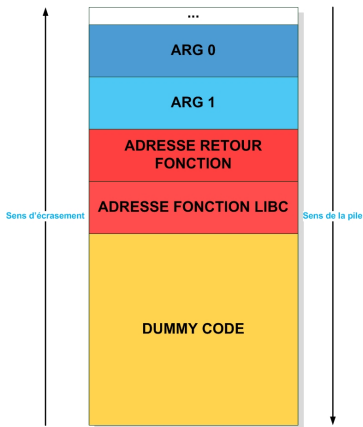 ...
ARG 0
ARG 1
ADRESSE RETOUR
FONCTION
ADRESSE FONCTION LIBC
Sens d'écrasement
Sens de la pile
DUMMY CODE